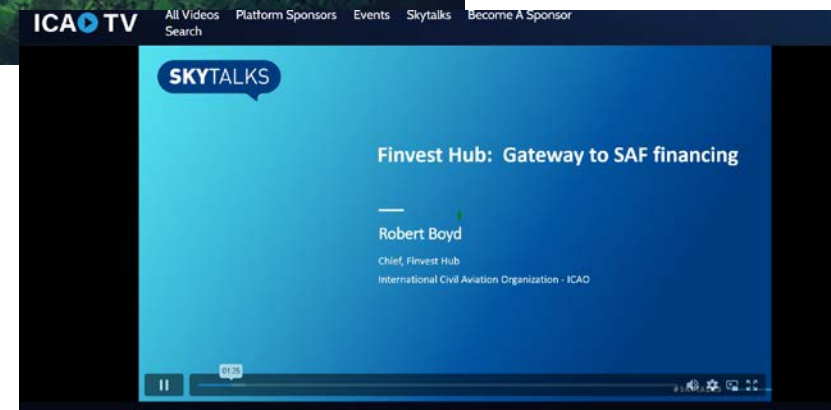 ICAO TV
All Videos Platform Sponsors Events Skytalks Become A Sponsor
Search
SKYTALKS
Finvest Hub: Gateway to SAF financing
Robert Boyd
Chief, Finvest Hub
International Civil Aviation Organization - ICAO
01:25